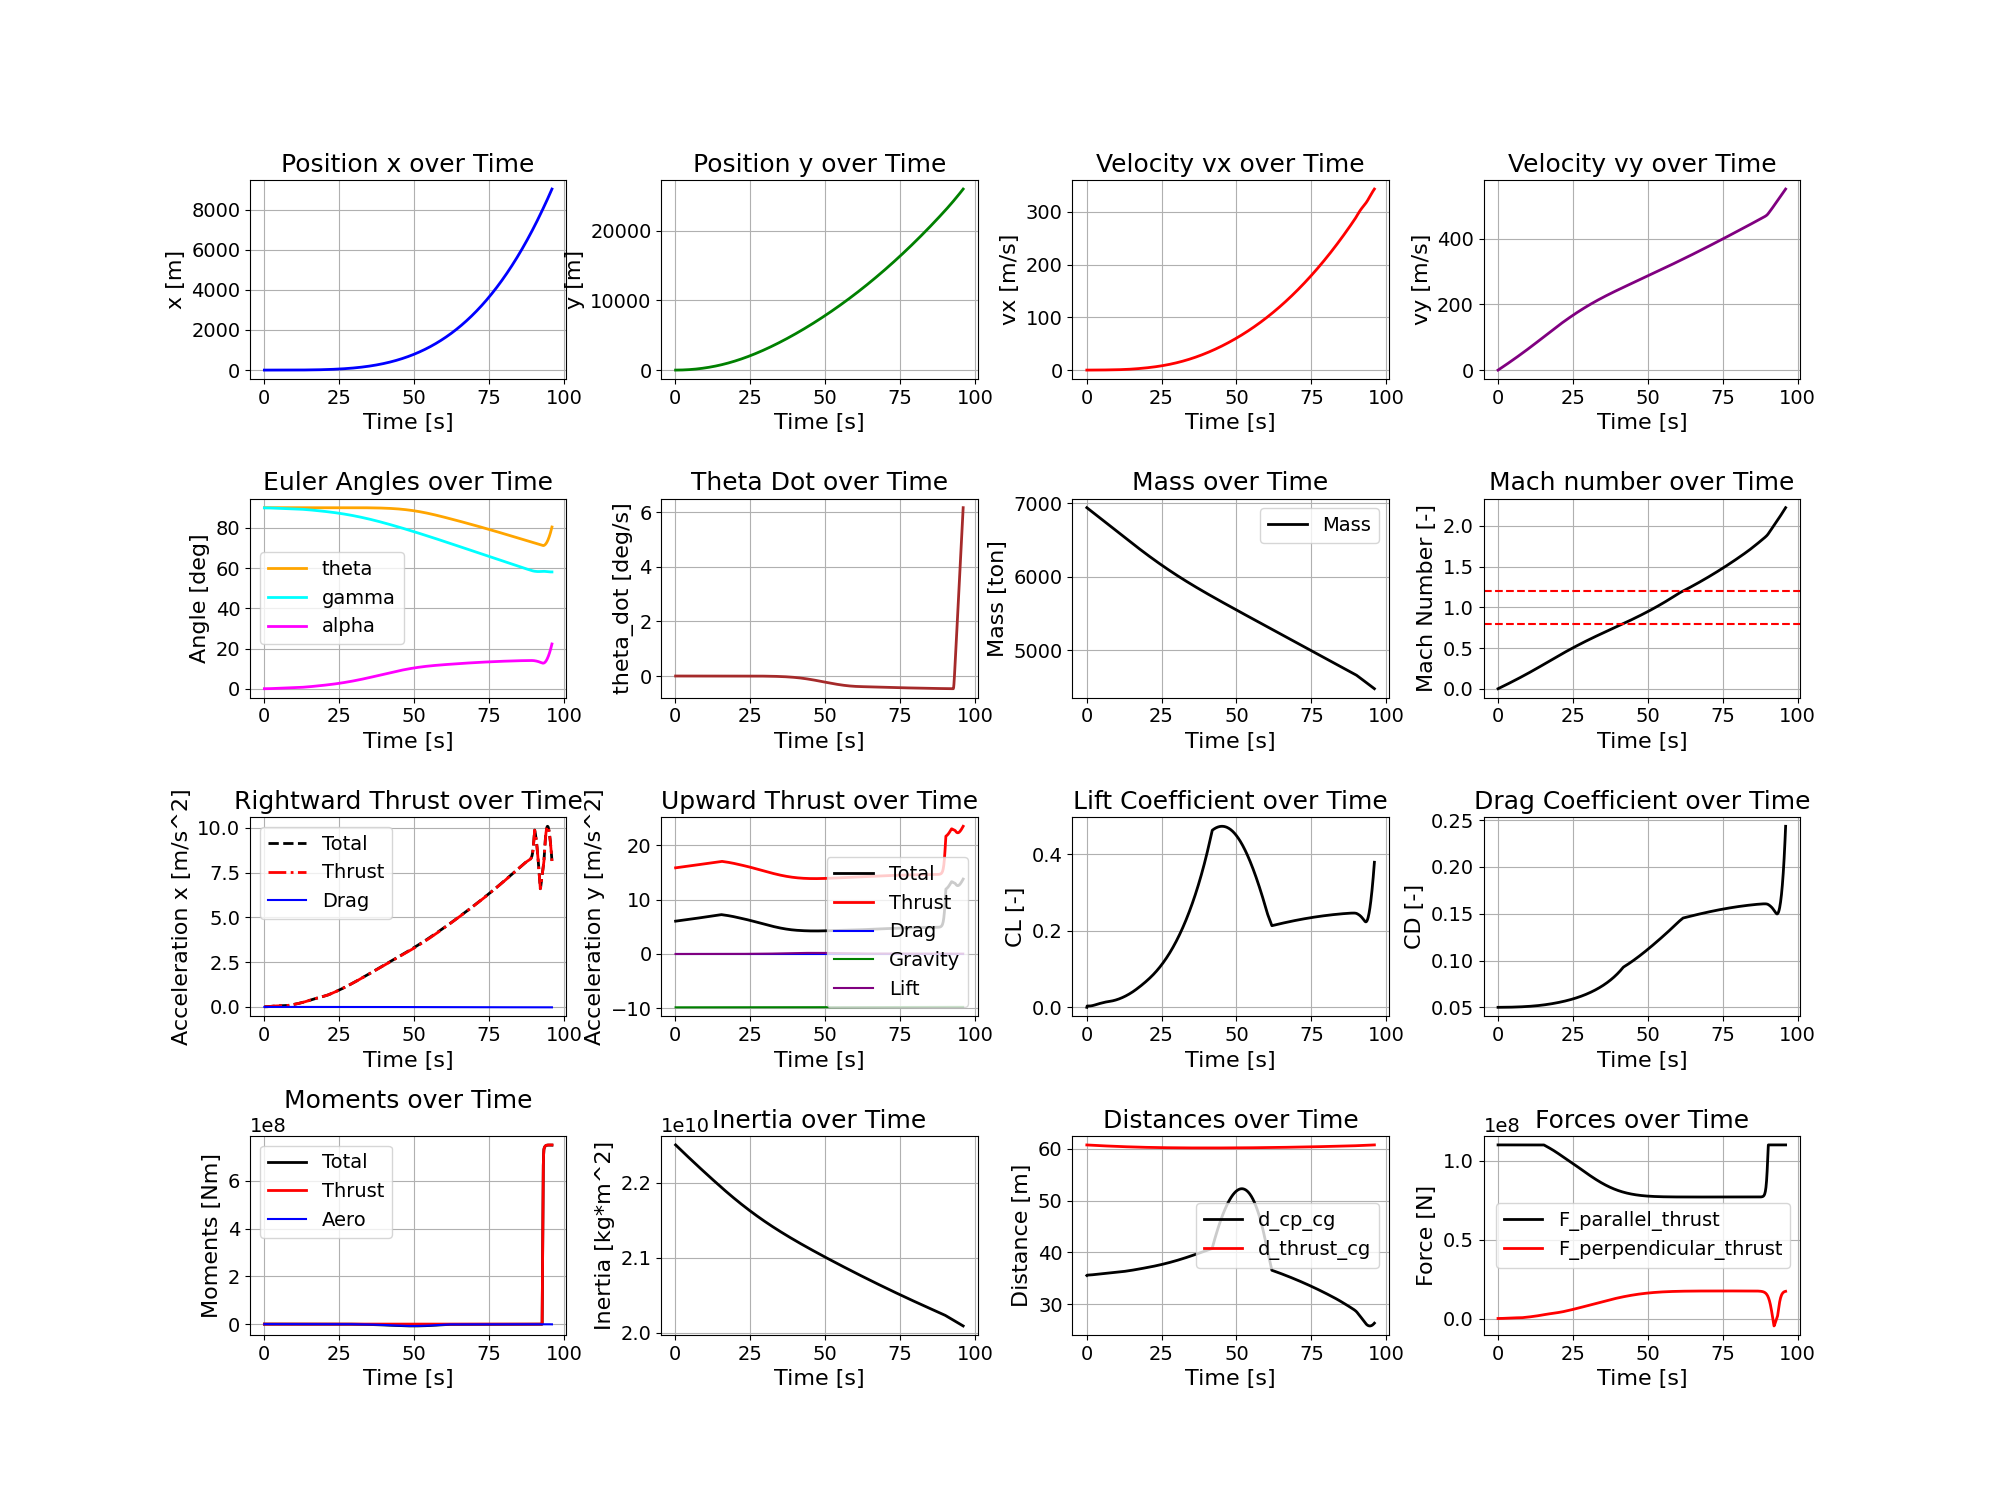 Position x over Time
x [m]
8000
6000
4000
2000
0
0 25 50 75 100
Time [s]
Position y over Time
y [m]
20000
10000
0
0 25 50 75 100
Time [s]
Velocity vx over Time
vx [m/s]
300
200
100
0
0 25 50 75 100
Time [s]
Velocity vy over Time
vy [m/s]
400
200
0
0 25 50 75 100
Time [s]
Euler Angles over Time
Angle [deg]
80
60
40
20
0
theta
gamma
alpha
0 25 50 75 100
Time [s]
Theta Dot over Time
theta_dot [deg/s]
6
4
2
0
0 25 50 75 100
Time [s]
Mass over Time
Mass [ton]
7000
6000
5000
Mass
0 25 50 75 100
Time [s]
Mach number over Time
Mach Number [-]
2.0
1.5
1.0
0.5
0.0
0 25 50 75 100
Time [s]
Rightward Thrust over Time
Acceleration x [m/s^2]
10.0
7.5
5.0
2.5
0.0
Total
Thrust
Drag
0 25 50 75 100
Time [s]
Upward Thrust over Time
Acceleration y [m/s^2]
20
10
0
−10
Total
Thrust
Drag
Gravity
Lift
0 25 50 75 100
Time [s]
Lift Coefficient over Time
CL [-]
0.4
0.2
0.0
0 25 50 75 100
Time [s]
Drag Coefficient over Time
CD [-]
0.25
0.20
0.15
0.10
0.05
0 25 50 75 100
Time [s]
Moments over Time
1e8
Moments [Nm]
6
4
2
0
Total
Thrust
Aero
0 25 50 75 100
Time [s]
Inertia over Time
1e10
Inertia [kg*m^2]
2.2
2.1
2.0
0 25 50 75 100
Time [s]
Distances over Time
Distance [m]
60
50
40
30
d_cp_cg
d_thrust_cg
0 25 50 75 100
Time [s]
Forces over Time
1e8
Force [N]
1.0
0.5
0.0
F_parallel_thrust
F_perpendicular_thrust
0 25 50 75 100
Time [s]